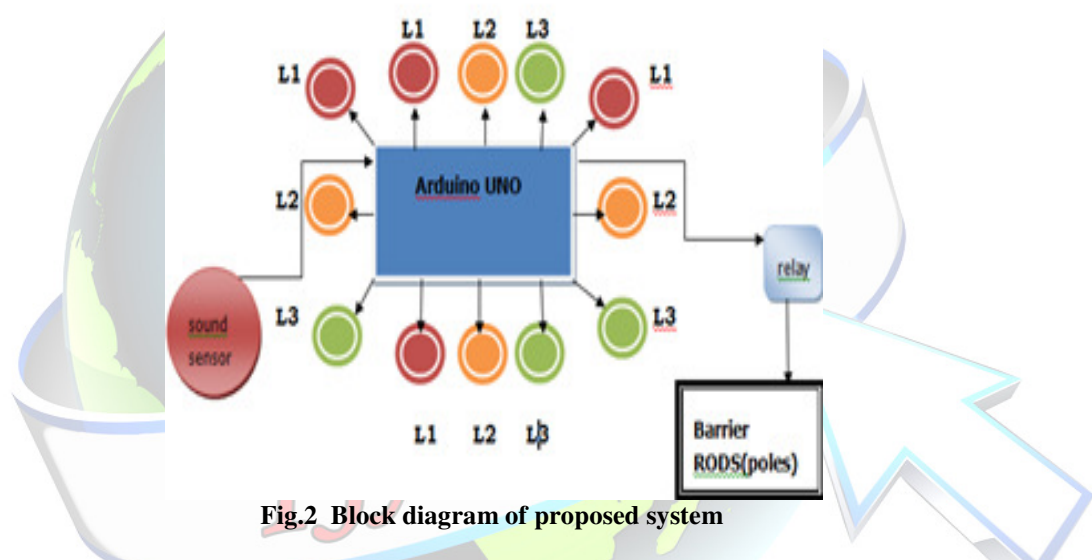 L1 L2 L3
L1 L1
Arduino UNO
L2 L2
relay
sound
sensor
L3 L3
L1 L2 L3
Barrier
RODS(poles)
Fig.2 Block diagram of proposed system